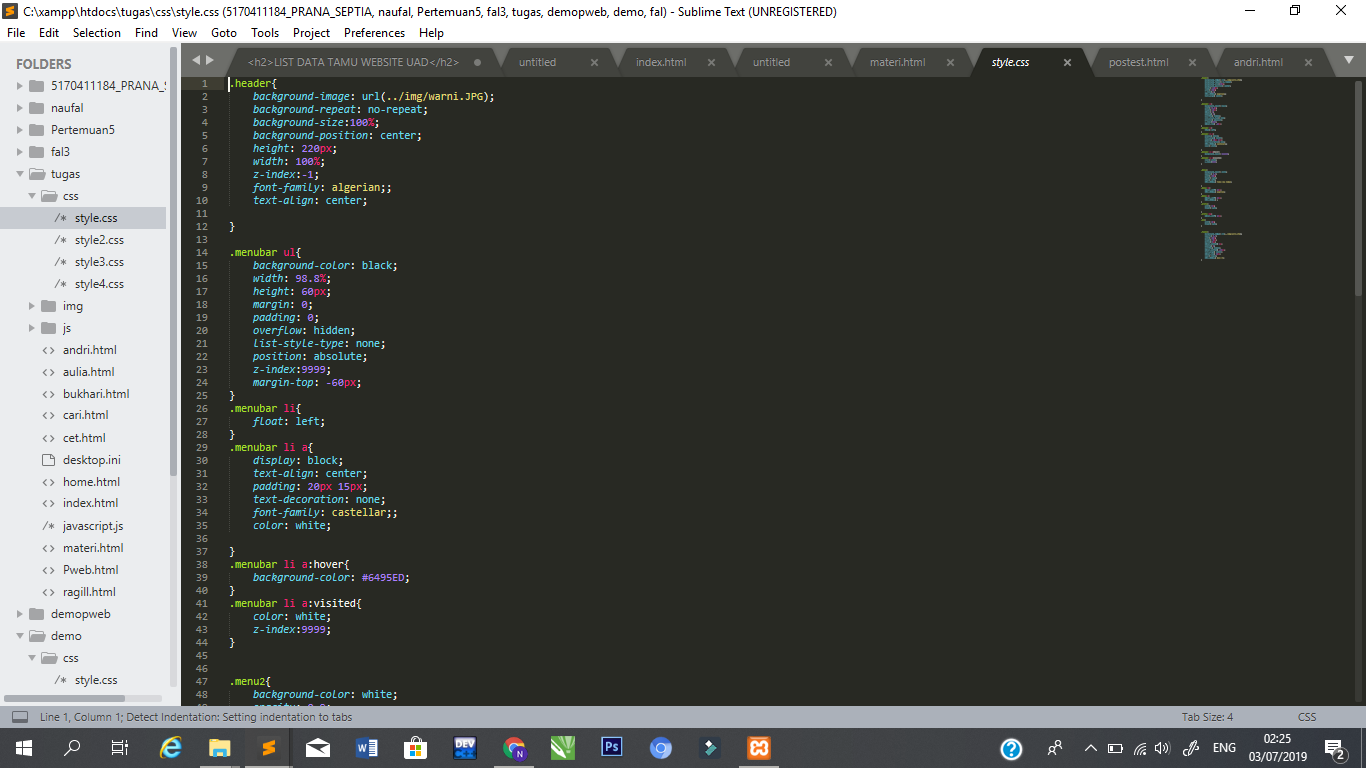 C:\xampp\htdocs\tugas\css\style.css (5170411184_PRANA_SEPTIA, naufal, Pertemuan5, fal3, tugas, demopweb, demo, fal) - Sublime Text (UNREGISTERED)
File Edit Selection Find View Goto Tools Project Preferences Help
FOLDERS
5170411184_PRANA_
naufal
Pertemuan5
fal3
tugas
css
/* style.css
/* style2.css
/* style3.css
/* style4.css
img
js
<> andri.html
<> aulia.html
<> bukhari.html
<> cari.html
<> cet.html
desktop.ini
<> home.html
<> index.html
/* javascript.js
<> materi.html
<> Pweb.html
<> ragill.html
demopweb
demo
css
/* style.css
<h2>LIST DATA TAMU WEBSITE UAD</h2> untitled index.html untitled materi.html style.css postest.html andri.html
1 .header{
2 background-image: url(../img/warni.JPG);
3 background-repeat: no-repeat;
4 background-size:100%;
5 background-position: center;
6 height: 220px;
7 width: 100%;
8 z-index:-1;
9 font-family: algerian;;
10 text-align: center;
11
12 }
13
14 .menubar ul{
15 background-color: black;
16 width: 98.8%;
17 height: 60px;
18 margin: 0;
19 padding: 0;
20 overflow: hidden;
21 list-style-type: none;
22 position: absolute;
23 z-index:9999;
24 margin-top: -60px;
25 }
26 .menubar li{
27 float: left;
28 }
29 .menubar li a{
30 display: block;
31 text-align: center;
32 padding: 20px 15px;
33 text-decoration: none;
34 font-family: castellar;;
35 color: white;
36
37 }
38 .menubar li a:hover{
39 background-color: #6495ED;
40 }
41 .menubar li a:visited{
42 color: white;
43 z-index:9999;
44 }
45
46
47 .menu2{
48 background-color: white;
Line 1, Column 1; Detect Indentation: Setting indentation to tabs Tab Size: 4 CSS
DEV
N
Ps
ENG
02:25
03/07/2019
2